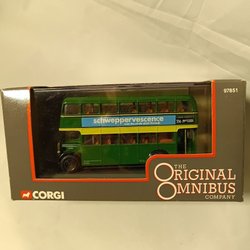 97851
schweppervescence
CORGI
THE
ORIGINAL
OMNIBUS
COMPANY